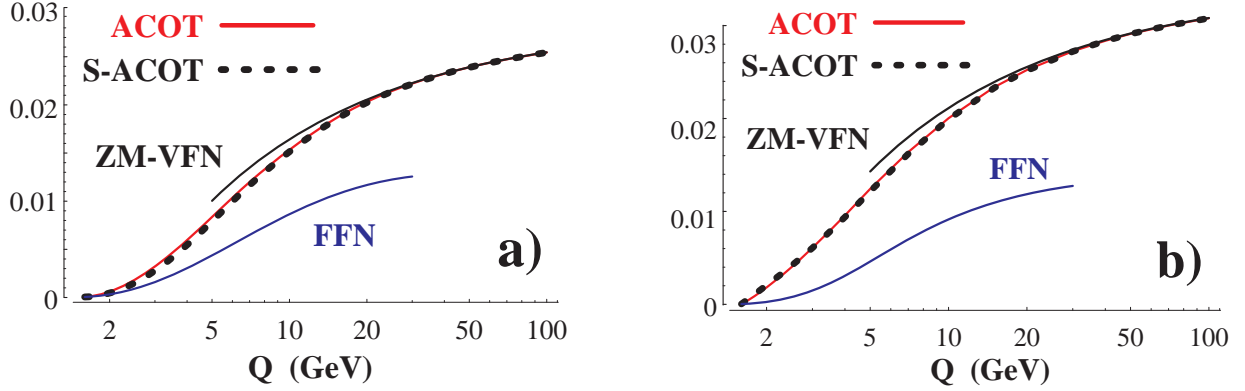 0.03
0.02
0.01
0
ACOT
S-ACOT
ZM-VFN
FFN
a)
2 5 10 20 50 100
Q (GeV)
0.03
0.02
0.01
0
ACOT
S-ACOT
ZM-VFN
FFN
b)
2 5 10 20 50 100
Q (GeV)